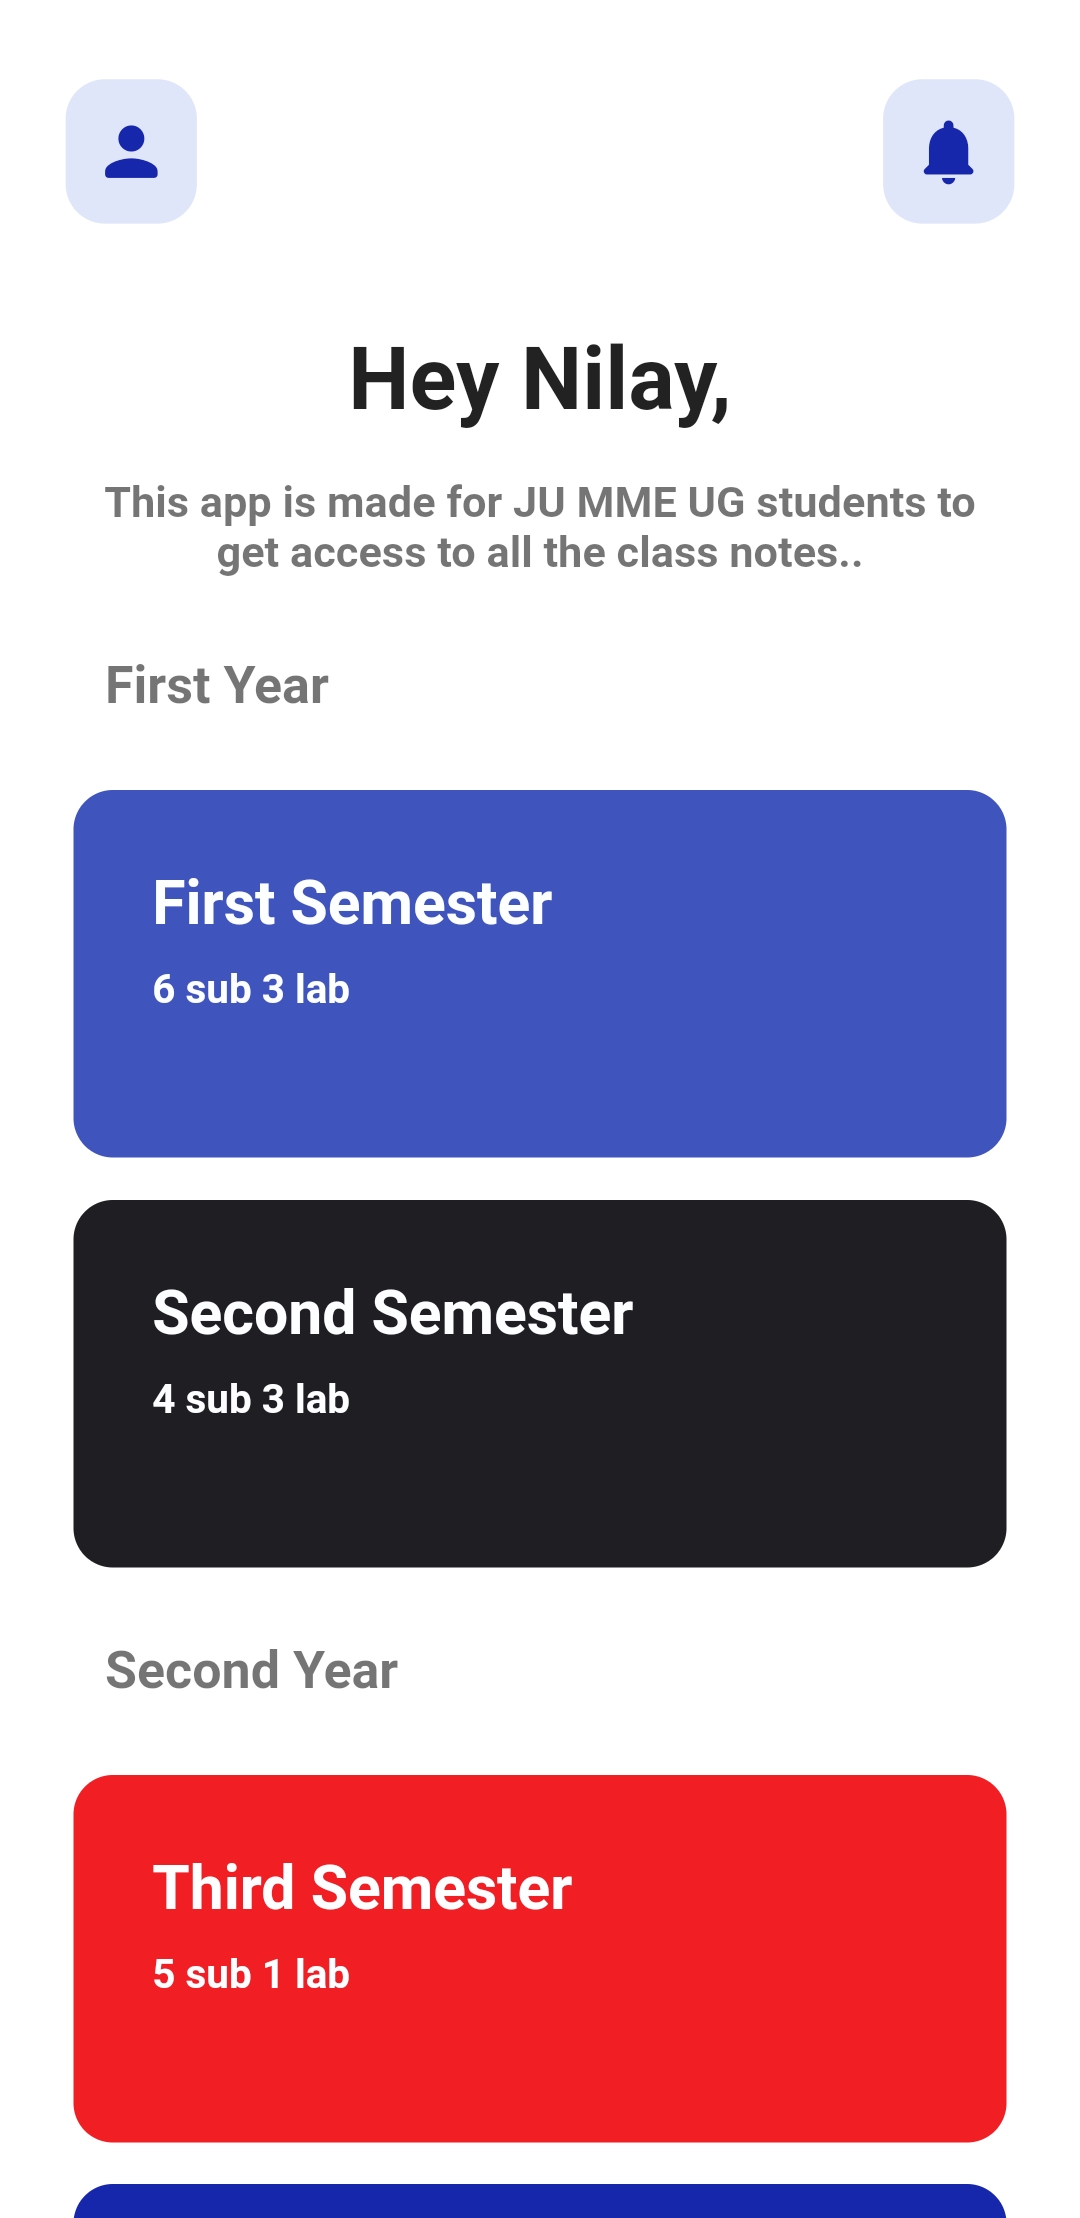 Hey Nilay,
This app is made for JU MME UG students to
get access to all the class notes..
First Year
First Semester
6 sub 3 lab
Second Semester
4 sub 3 lab
Second Year
Third Semester
5 sub 1 lab